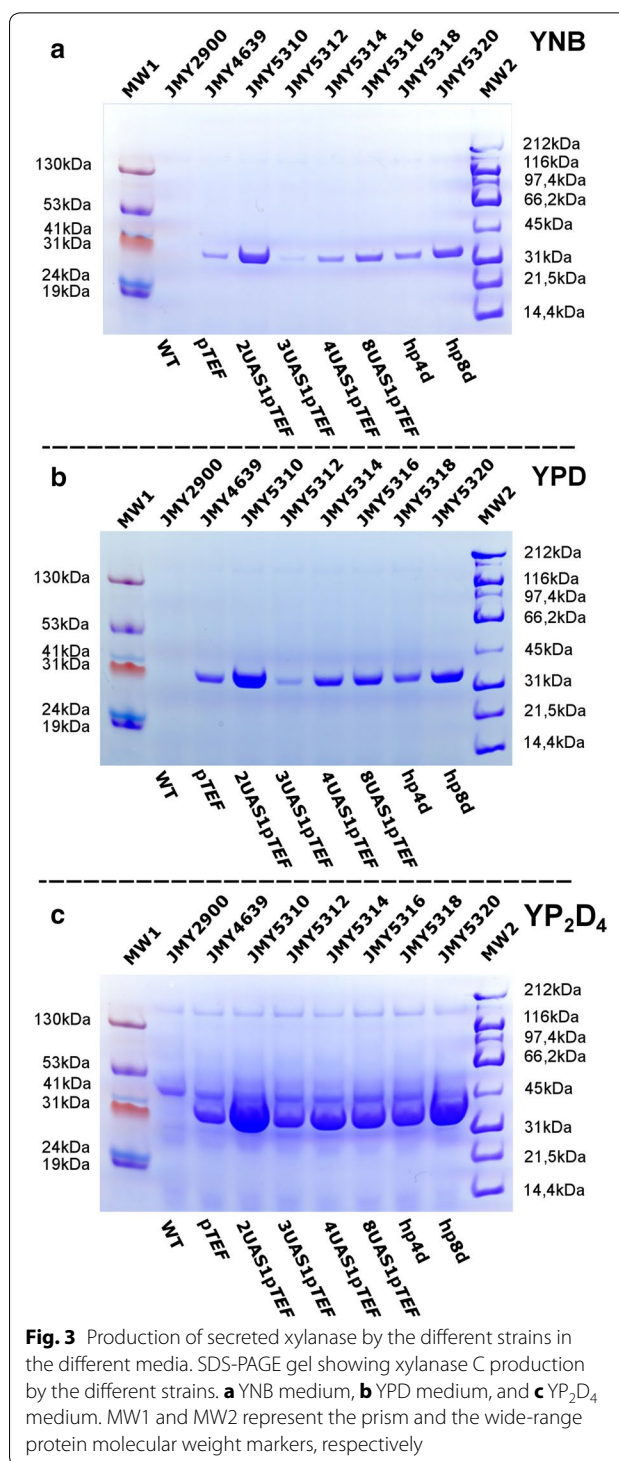 a
YNB
MW1 JMY2900 JMY4639 JMY5310 JMY5312 JMY5314 JMY5316 JMY5318 JMY5320 MW2
130kDa
53kDa
41kDa
31kDa
24kDa
19kDa
212kDa
116kDa
97,4kDa
66,2kDa
45kDa
31kDa
21,5kDa
14,4kDa
WT pTEF 2UAS1pTEF 3UAS1pTEF 4UAS1pTEF 8UAS1pTEF hp4d hp8d
b
YPD
MW1 JMY2900 JMY4639 JMY5310 JMY5312 JMY5314 JMY5316 JMY5318 JMY5320 MW2
130kDa
53kDa
41kDa
31kDa
24kDa
19kDa
212kDa
116kDa
97,4kDa
66,2kDa
45kDa
31kDa
21,5kDa
14,4kDa
WT pTEF 2UAS1pTEF 3UAS1pTEF 4UAS1pTEF 8UAS1pTEF hp4d hp8d
c
YP₂D₄
MW1 JMY2900 JMY4639 JMY5310 JMY5312 JMY5314 JMY5316 JMY5318 JMY5320 MW2
130kDa
53kDa
41kDa
31kDa
24kDa
19kDa
212kDa
116kDa
97,4kDa
66,2kDa
45kDa
31kDa
21,5kDa
14,4kDa
WT pTEF 2UAS1pTEF 3UAS1pTEF 4UAS1pTEF 8UAS1pTEF hp4d hp8d
Fig. 3 Production of secreted xylanase by the different strains in
the different media. SDS-PAGE gel showing xylanase C production
by the different strains. a YNB medium, b YPD medium, and c YP₂D₄
medium. MW1 and MW2 represent the prism and the wide-range
protein molecular weight markers, respectively